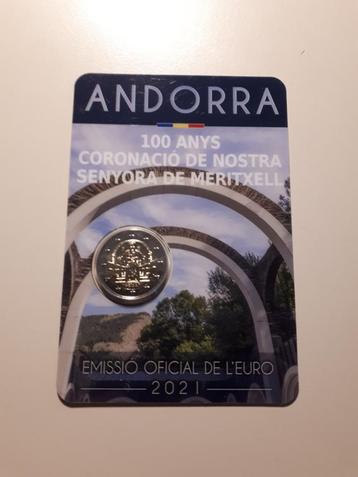 ANDORRA
100 ANYS
CORONACIÓ DE NOSTRA
SENYORA DE MERITXELL
EMISSIÓ OFICIAL DE L'EURO
2021